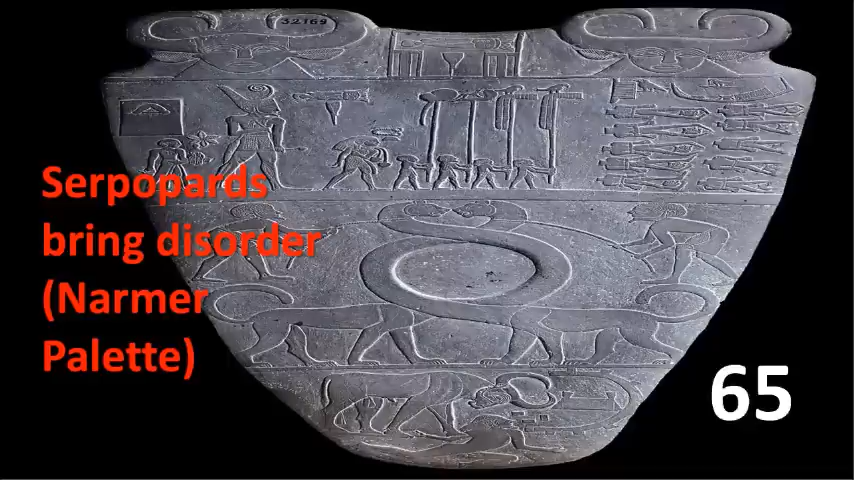 32169
Serpopards
bring disorder
(Narmer
Palette)
65